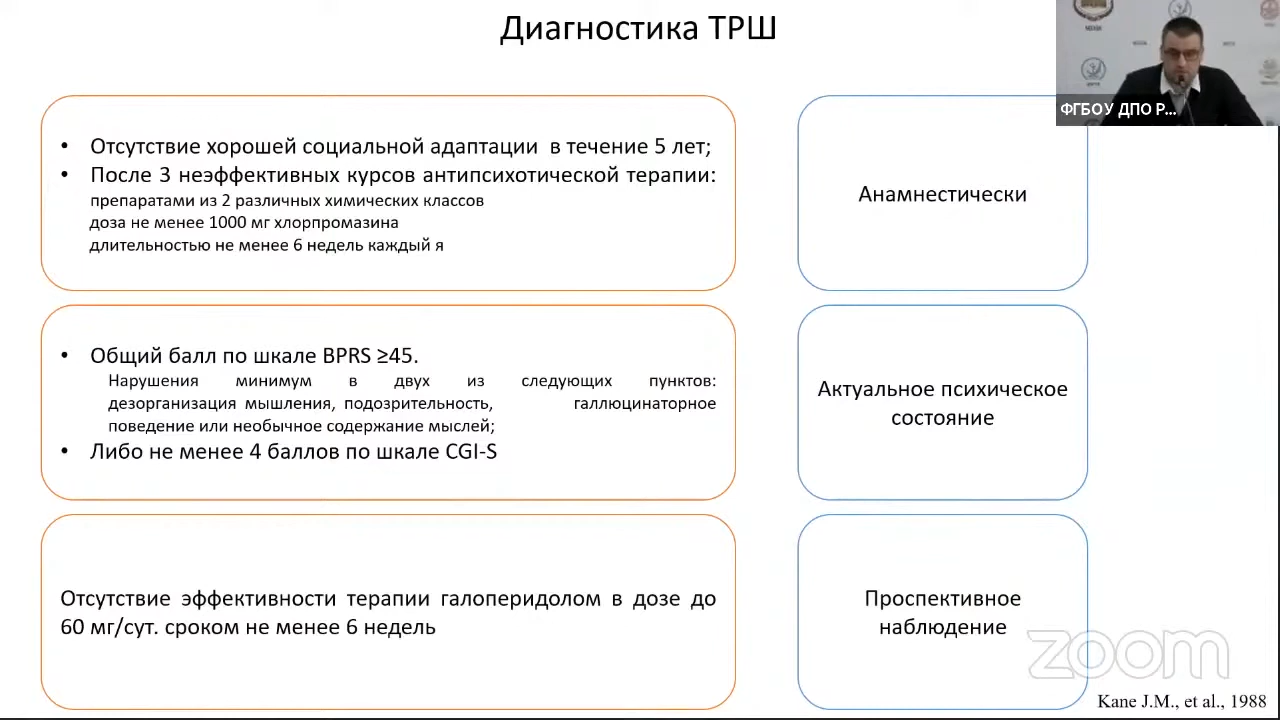 Диагностика ТРШ
ФГБОУ ДПО Р...
• Отсутствие хорошей социальной адаптации в течение 5 лет;
• После 3 неэффективных курсов антипсихотической терапии:
препаратами из 2 различных химических классов
доза не менее 1000 мг хлорпромазина
длительностью не менее 6 недель каждый я
Анамнестически
• Общий балл по шкале BPRS ≥45.
Нарушения минимум в двух из следующих пунктов:
дезорганизация мышления, подозрительность, галлюцинаторное
поведение или необычное содержание мыслей;
• Либо не менее 4 баллов по шкале CGI-S
Актуальное психическое
состояние
Отсутствие эффективности терапии галоперидолом в дозе до
60 мг/сут. сроком не менее 6 недель
Проспективное
наблюдение
zoom
Kane J.M., et al., 1988